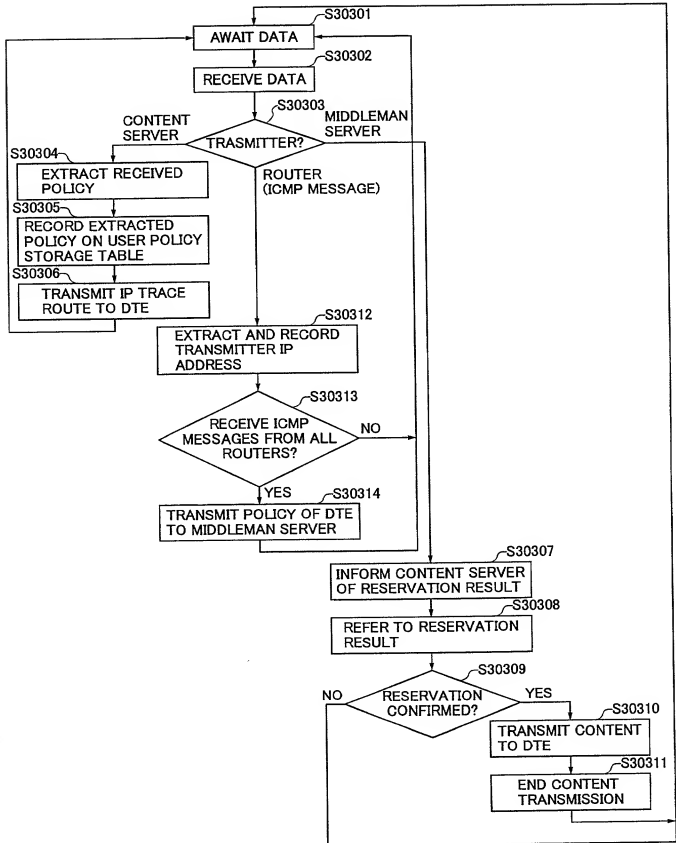 S30301
AWAIT DATA
S30302
RECEIVE DATA
S30303
CONTENT
SERVER
TRASMITTER?
MIDDLEMAN
SERVER
S30304
EXTRACT RECEIVED
POLICY
ROUTER
(ICMP MESSAGE)
S30305
RECORD EXTRACTED
POLICY ON USER POLICY
STORAGE TABLE
S30306
TRANSMIT IP TRACE
ROUTE TO DTE
S30312
EXTRACT AND RECORD
TRANSMITTER IP
ADDRESS
S30313
RECEIVE ICMP
MESSAGES FROM ALL
ROUTERS?
NO
YES
S30314
TRANSMIT POLICY OF DTE
TO MIDDLEMAN SERVER
S30307
INFORM CONTENT SERVER
OF RESERVATION RESULT
S30308
REFER TO RESERVATION
RESULT
S30309
NO
RESERVATION
CONFIRMED?
YES
S30310
TRANSMIT CONTENT
TO DTE
S30311
END CONTENT
TRANSMISSION